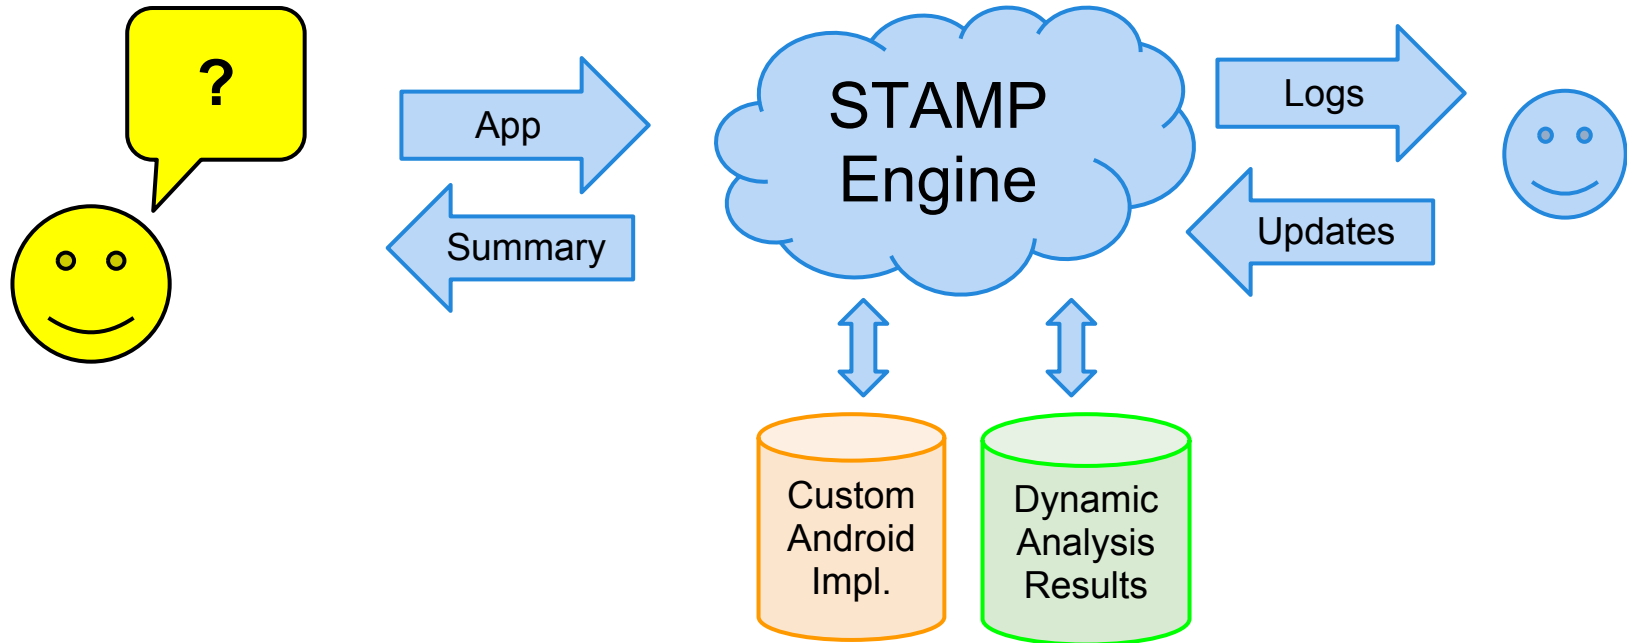 ?
App
Summary
STAMP
Engine
Logs
Updates
Custom
Android
Impl.
Dynamic
Analysis
Results